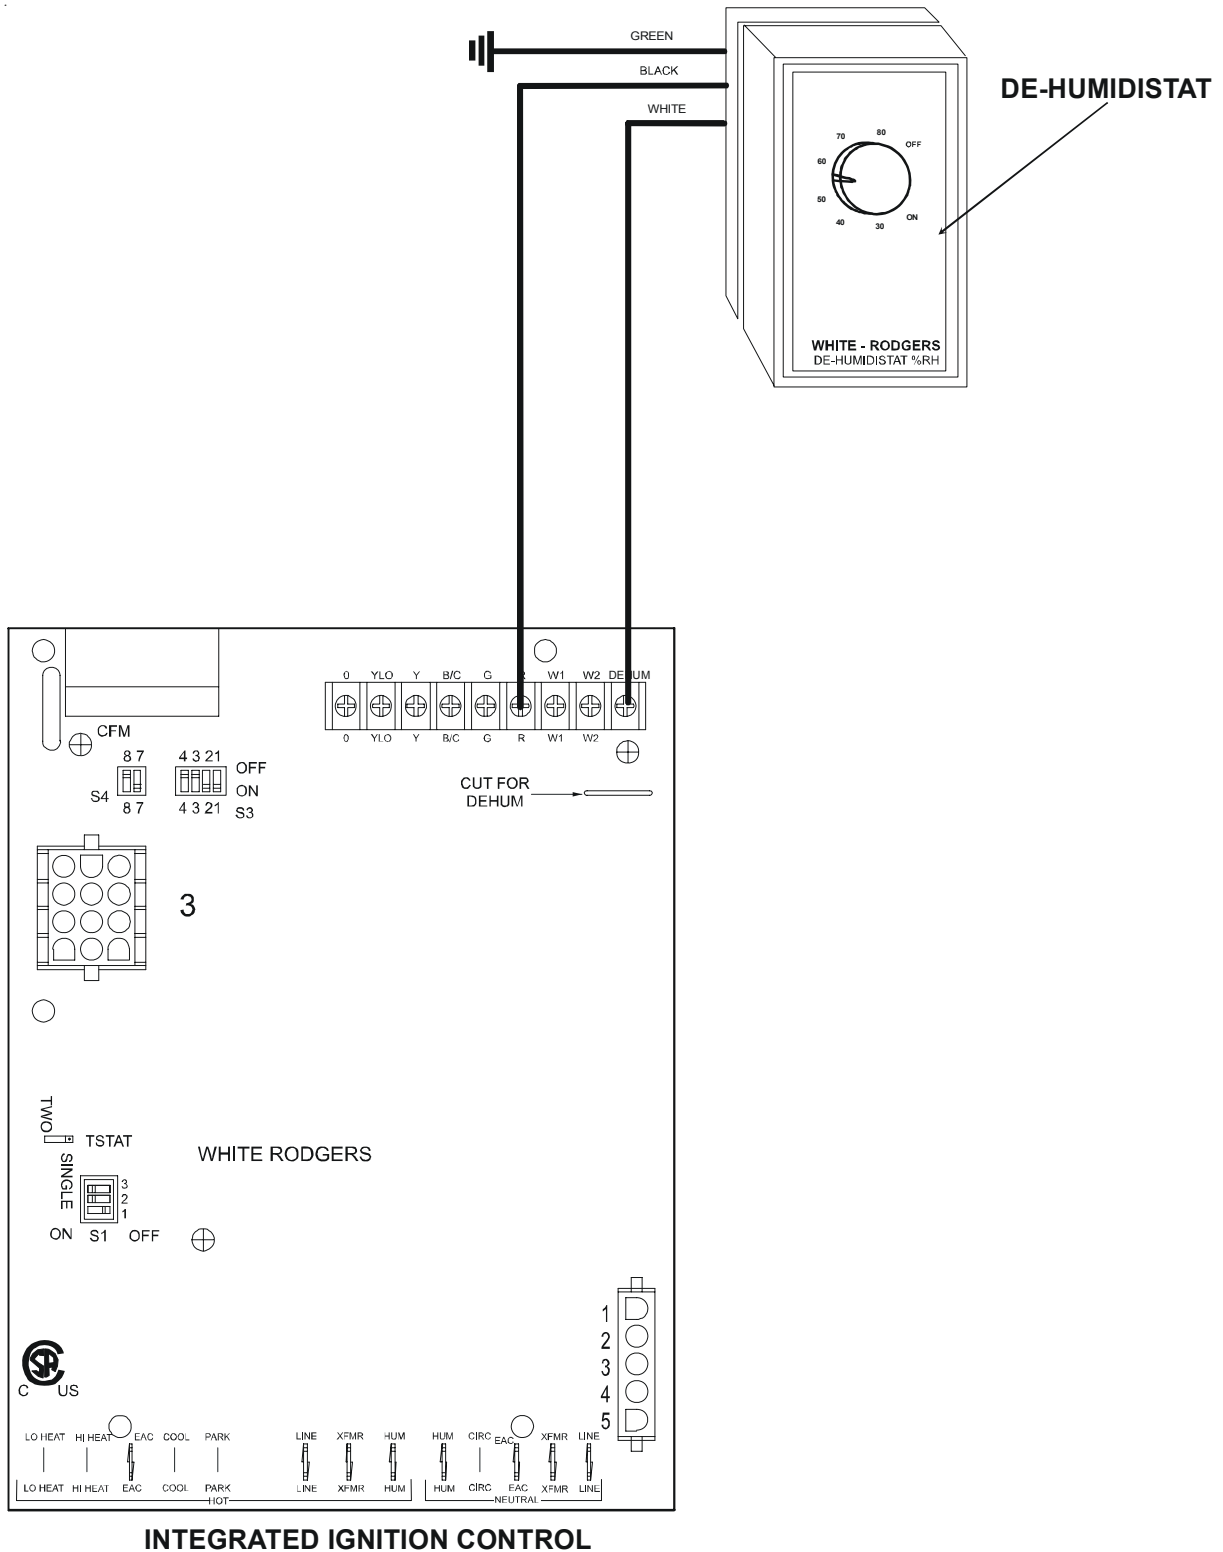 GREEN
BLACK
WHITE
DE-HUMIDISTAT
70 80 OFF
60
50
40 30 ON
WHITE - RODGERS
DE-HUMIDISTAT %RH
0 YLO Y B/C G R W1 W2 DEHUM
0 YLO Y B/C G R W1 W2
CFM
8 7 4 3 2 1 OFF
S4 ON
8 7 4 3 2 1 S3
CUT FOR
DEHUM
3
TWO
TSTAT
SINGLE
WHITE RODGERS
3
2
1
ON S1 OFF
1
2
3
4
5
CSA
C US
LO HEAT HI HEAT EAC COOL PARK LINE XFMR HUM HUM CIRC EAC XFMR LINE
LO HEAT HI HEAT EAC COOL PARK LINE XFMR HUM HUM CIRC EAC XFMR LINE
HOT NEUTRAL
INTEGRATED IGNITION CONTROL